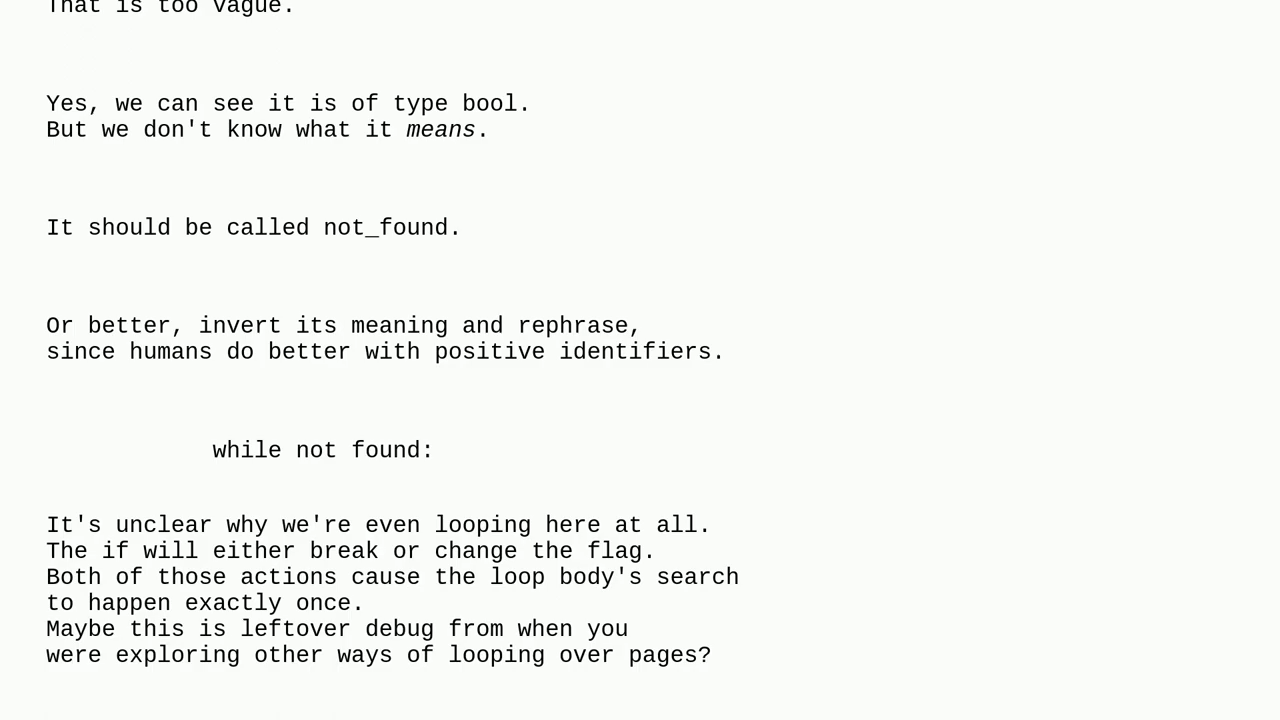 That is too vague.
Yes, we can see it is of type bool.
But we don't know what it means.
It should be called not_found.
Or better, invert its meaning and rephrase,
since humans do better with positive identifiers.
while not found:
It's unclear why we're even looping here at all.
The if will either break or change the flag.
Both of those actions cause the loop body's search
to happen exactly once.
Maybe this is leftover debug from when you
were exploring other ways of looping over pages?